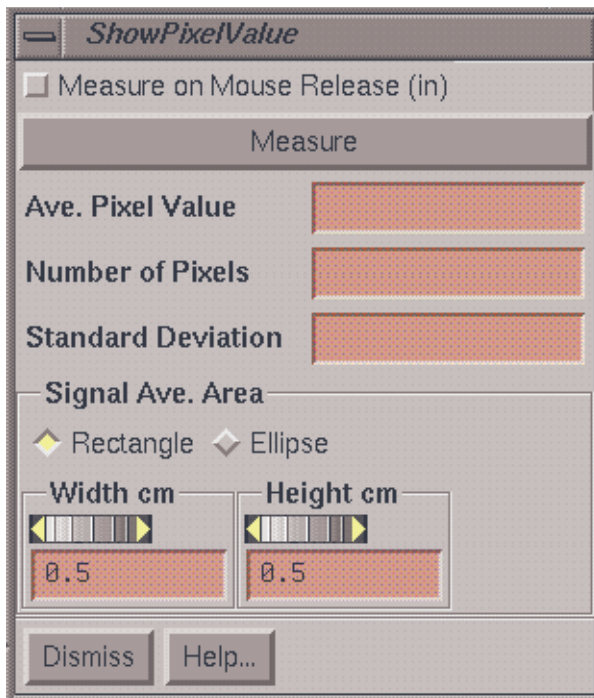 ShowPixelValue
Measure on Mouse Release (in)
Measure
Ave. Pixel Value
Number of Pixels
Standard Deviation
Signal Ave. Area
Rectangle Ellipse
Width cm Height cm
0.5 0.5
Dismiss Help...